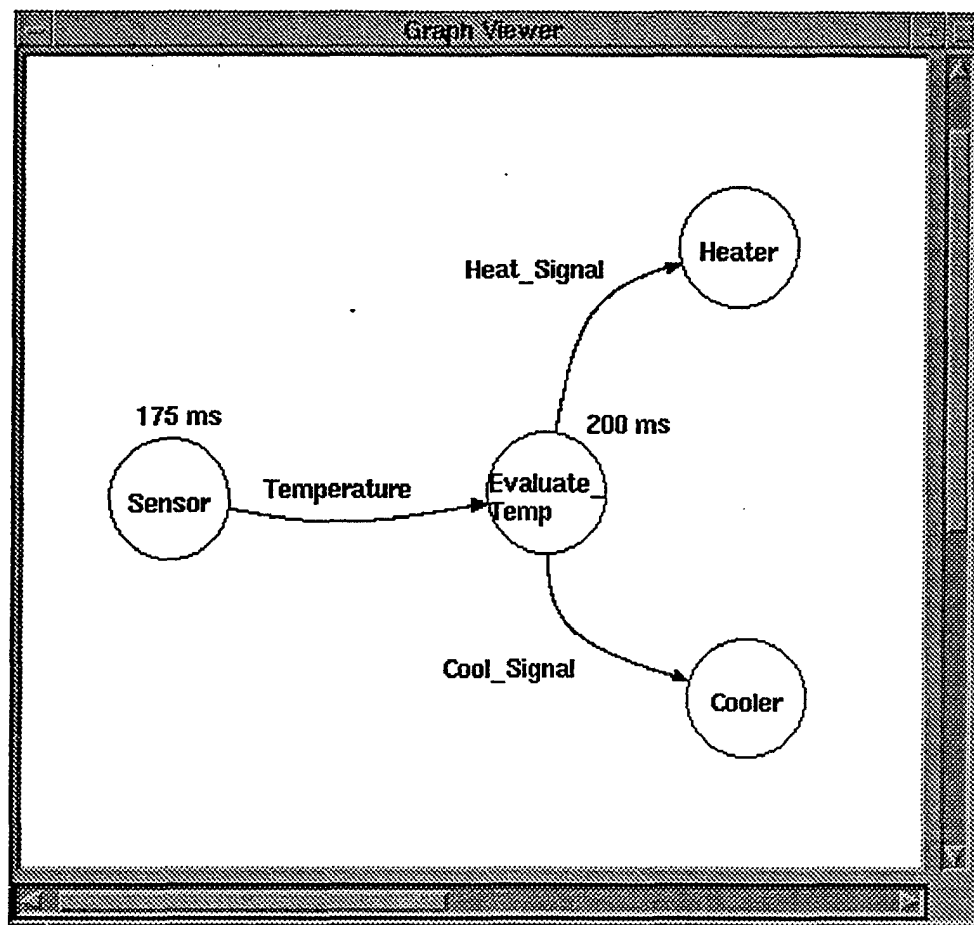 Graph Viewer
Heater
Heat_Signal
175 ms
200 ms
Sensor
Temperature
Evaluate_
Temp
Cool_Signal
Cooler